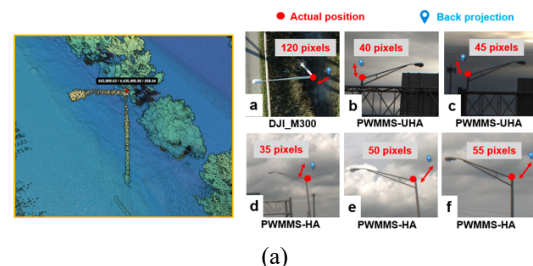 Actual position
Back projection
120 pixels
40 pixels
45 pixels
a
b
c
DJI_M300
PWMMS-UHA
PWMMS-UHA
35 pixels
50 pixels
55 pixels
d
e
f
PWMMS-HA
PWMMS-HA
PWMMS-HA
(a)